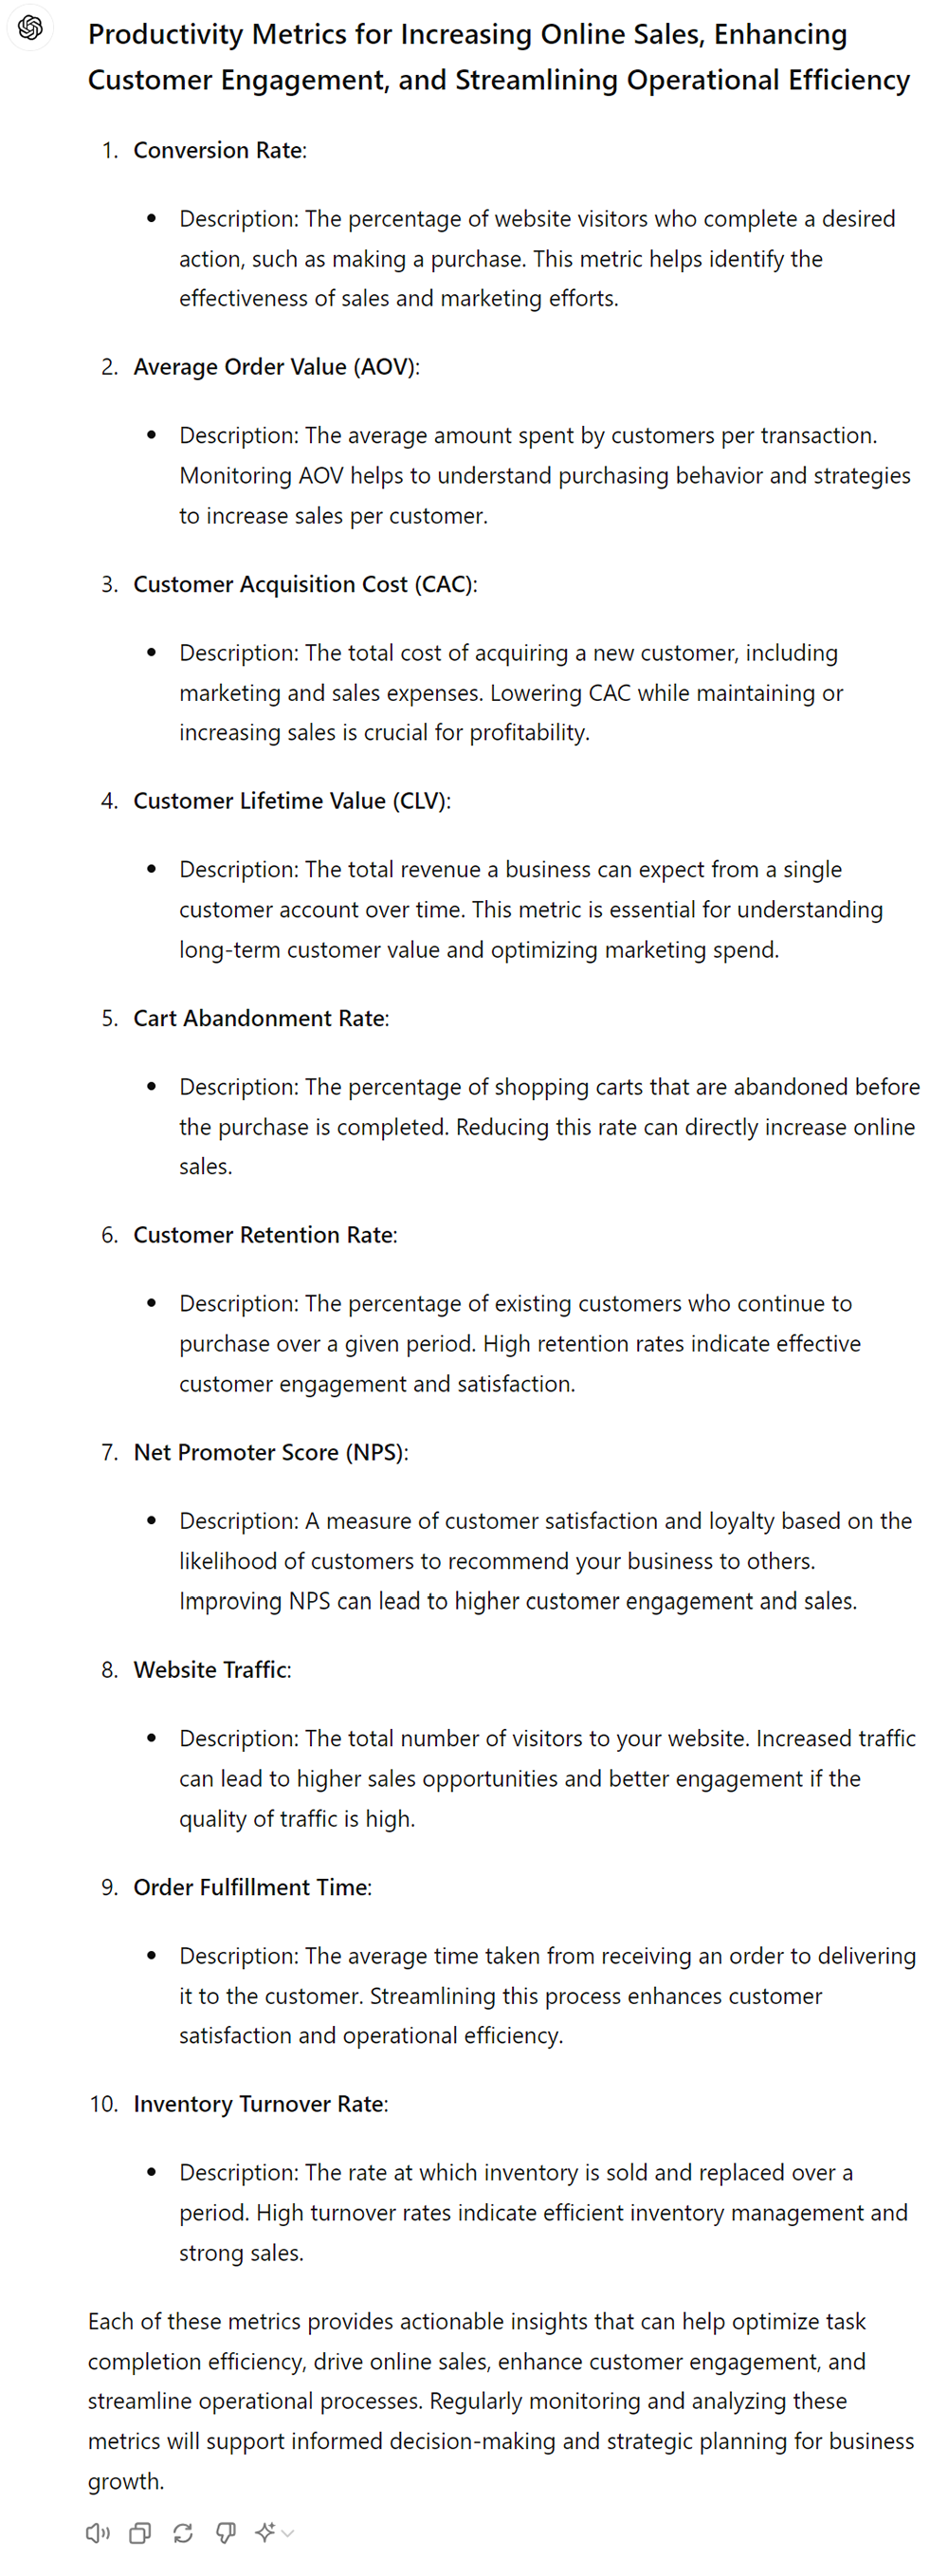 Productivity Metrics for Increasing Online Sales, Enhancing
Customer Engagement, and Streamlining Operational Efficiency
1. Conversion Rate:
• Description: The percentage of website visitors who complete a desired
action, such as making a purchase. This metric helps identify the
effectiveness of sales and marketing efforts.
2. Average Order Value (AOV):
• Description: The average amount spent by customers per transaction.
Monitoring AOV helps to understand purchasing behavior and strategies
to increase sales per customer.
3. Customer Acquisition Cost (CAC):
• Description: The total cost of acquiring a new customer, including
marketing and sales expenses. Lowering CAC while maintaining or
increasing sales is crucial for profitability.
4. Customer Lifetime Value (CLV):
• Description: The total revenue a business can expect from a single
customer account over time. This metric is essential for understanding
long-term customer value and optimizing marketing spend.
5. Cart Abandonment Rate:
• Description: The percentage of shopping carts that are abandoned before
the purchase is completed. Reducing this rate can directly increase online
sales.
6. Customer Retention Rate:
• Description: The percentage of existing customers who continue to
purchase over a given period. High retention rates indicate effective
customer engagement and satisfaction.
7. Net Promoter Score (NPS):
• Description: A measure of customer satisfaction and loyalty based on the
likelihood of customers to recommend your business to others.
Improving NPS can lead to higher customer engagement and sales.
8. Website Traffic:
• Description: The total number of visitors to your website. Increased traffic
can lead to higher sales opportunities and better engagement if the
quality of traffic is high.
9. Order Fulfillment Time:
• Description: The average time taken from receiving an order to delivering
it to the customer. Streamlining this process enhances customer
satisfaction and operational efficiency.
10. Inventory Turnover Rate:
• Description: The rate at which inventory is sold and replaced over a
period. High turnover rates indicate efficient inventory management and
strong sales.
Each of these metrics provides actionable insights that can help optimize task
completion efficiency, drive online sales, enhance customer engagement, and
streamline operational processes. Regularly monitoring and analyzing these
metrics will support informed decision-making and strategic planning for business
growth.